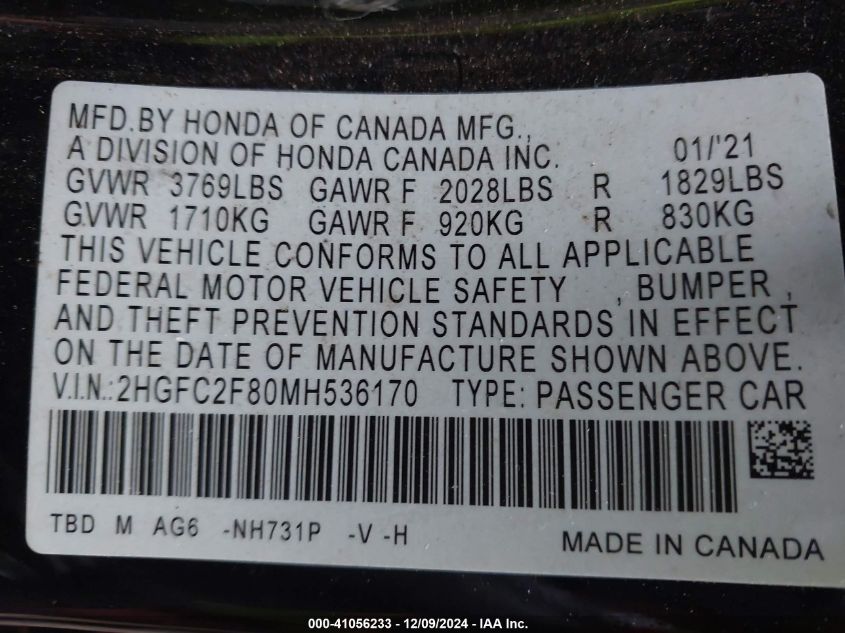 MFD.BY HONDA OF CANADA MFG.,
A DIVISION OF HONDA CANADA INC. 01/'21
GVWR 3769LBS GAWR F 2028LBS R 1829LBS
GVWR 1710KG GAWR F 920KG R 830KG
THIS VEHICLE CONFORMS TO ALL APPLICABLE
FEDERAL MOTOR VEHICLE SAFETY , BUMPER ,
AND THEFT PREVENTION STANDARDS IN EFFECT
ON THE DATE OF MANUFACTURE SHOWN ABOVE.
V.I.N.:2HGFC2F80MH536170 TYPE: PASSENGER CAR
TBD M AG6 -NH731P -V -H
MADE IN CANADA
000-41056233 - 12/09/2024 - IAA Inc.